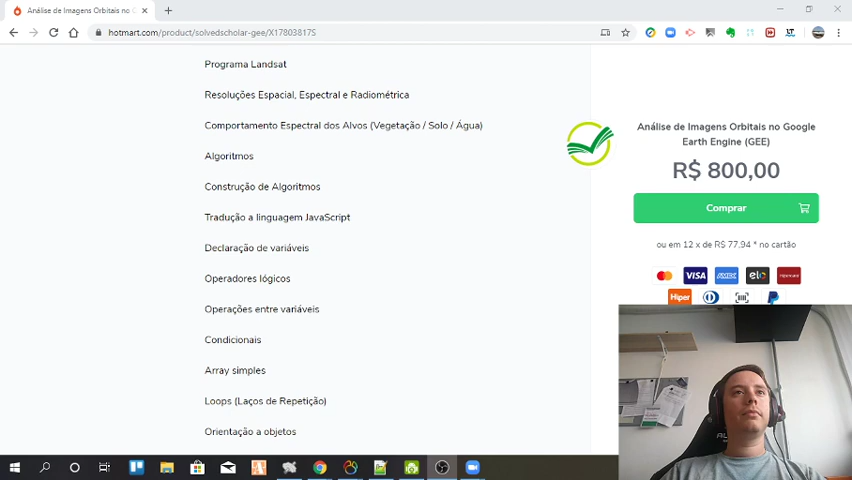 Análise de Imagens Orbitais no G
hotmart.com/product/solvedscholar-gee/X17803817S
Programa Landsat
Resoluções Espacial, Espectral e Radiométrica
Comportamento Espectral dos Alvos (Vegetação / Solo / Água)
Algoritmos
Construção de Algoritmos
Tradução a linguagem JavaScript
Declaração de variáveis
Operadores lógicos
Operações entre variáveis
Condicionais
Array simples
Loops (Laços de Repetição)
Orientação a objetos
Análise de Imagens Orbitais no Google
Earth Engine (GEE)
R$ 800,00
Comprar
ou em 12 x de R$ 77,94 * no cartão
VISA
AMEX
elo
Hipercard
Hiper